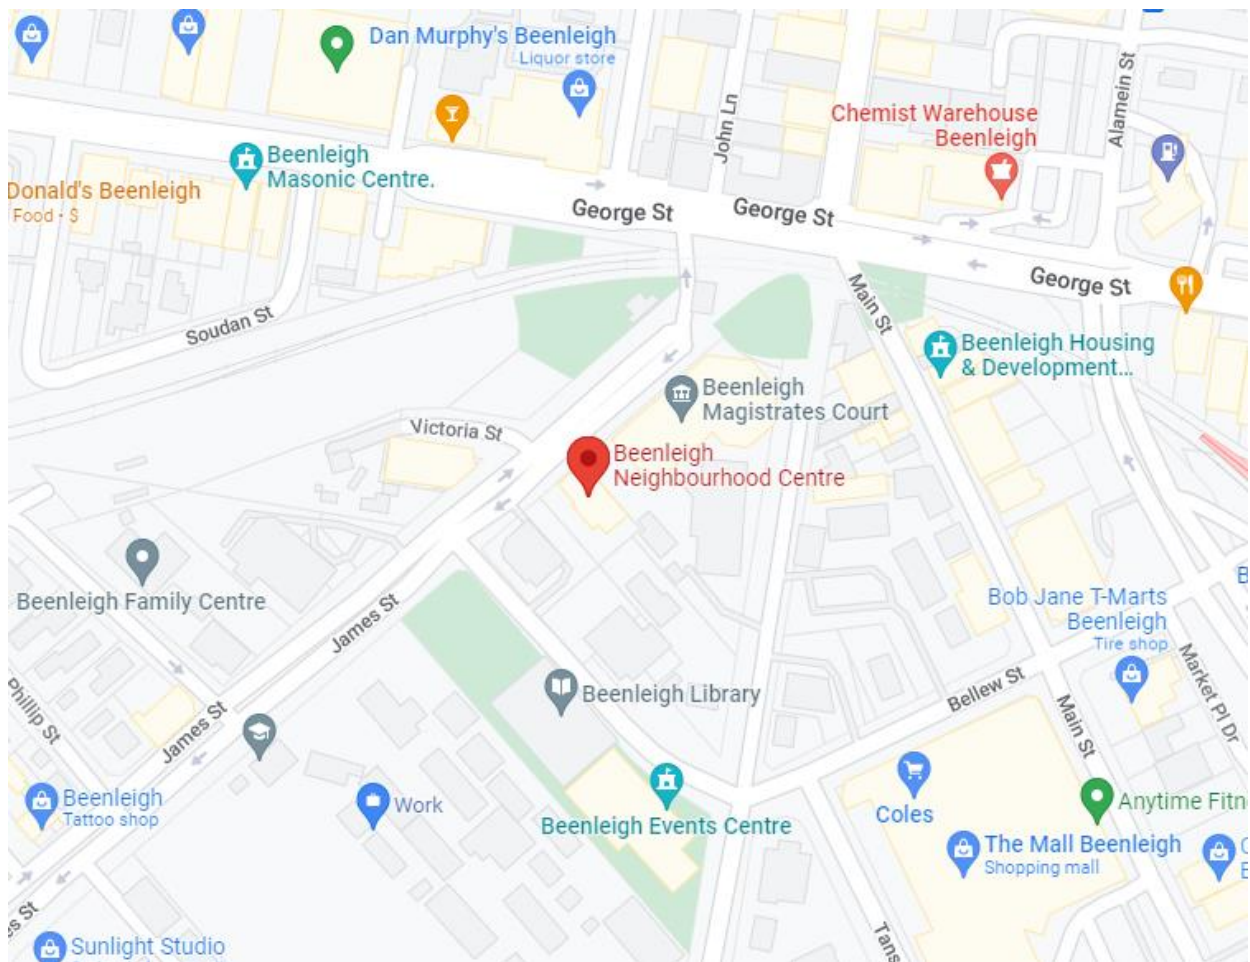 Dan Murphy's Beenleigh
Liquor store
John Ln
Chemist Warehouse
Beenleigh
Alamein St
Beenleigh
Masonic Centre.
Donald's Beenleigh
Food · $
George St
George St
George St
Main St
Soudan St
Beenleigh Housing
& Development...
Beenleigh
Magistrates Court
Victoria St
Beenleigh
Neighbourhood Centre
Beenleigh Family Centre
James St
Bob Jane T-Marts
Beenleigh
Tire shop
B
Phillip St
Beenleigh Library
Bellew St
Market Pl Dr
Main St
James St
Beenleigh
Tattoo shop
Work
Beenleigh Events Centre
Coles
Anytime Fitn
The Mall Beenleigh
Shopping mall
es St
Tans
Sunlight Studio